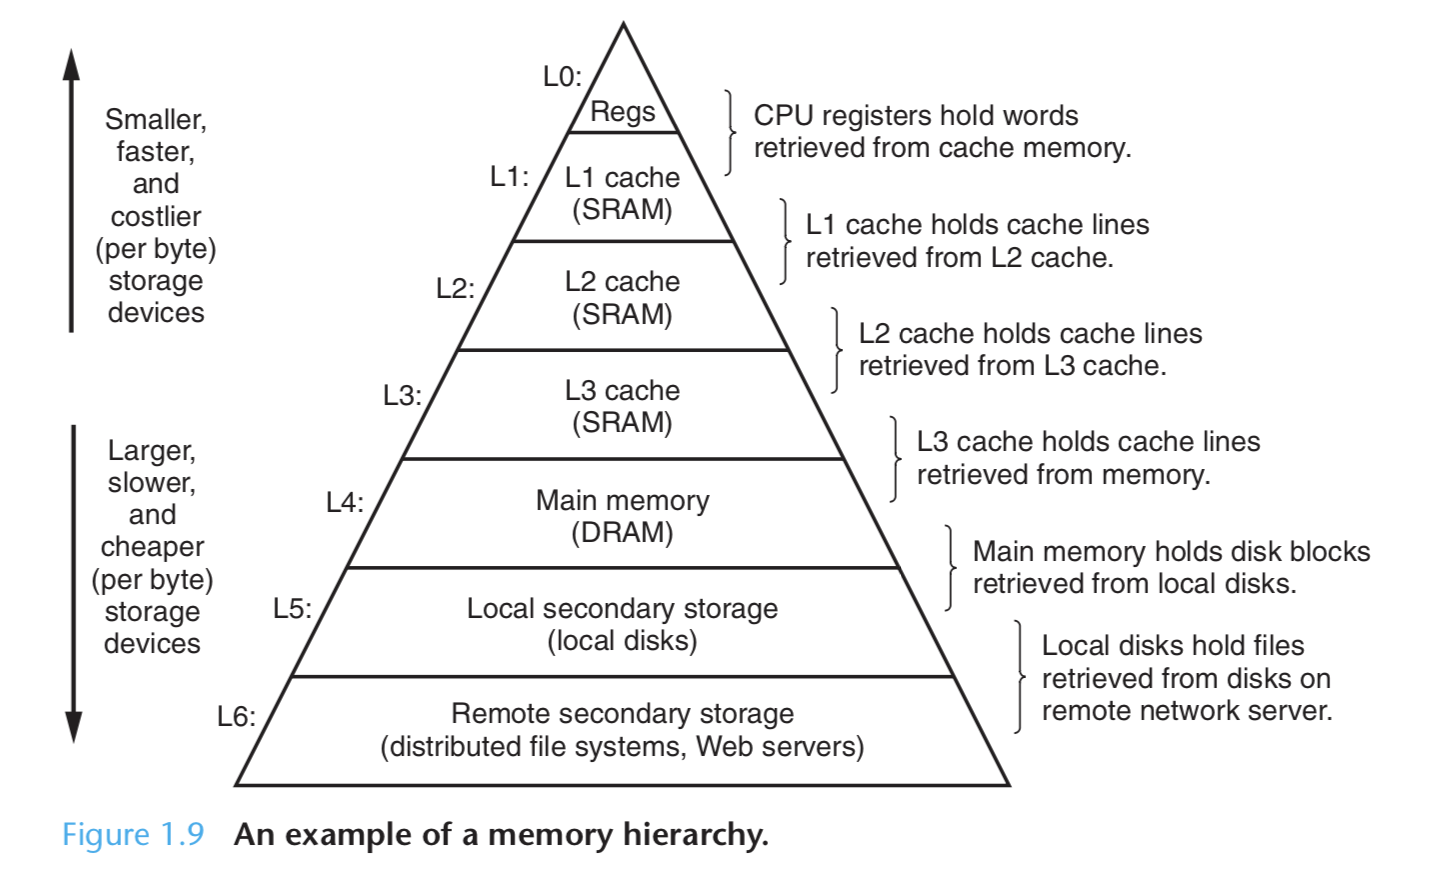 Smaller,
faster,
and
costlier
(per byte)
storage
devices
Larger,
slower,
and
cheaper
(per byte)
storage
devices
L0:
Regs
CPU registers hold words
retrieved from cache memory.
L1:
L1 cache
(SRAM)
L1 cache holds cache lines
retrieved from L2 cache.
L2:
L2 cache
(SRAM)
L2 cache holds cache lines
retrieved from L3 cache.
L3:
L3 cache
(SRAM)
L3 cache holds cache lines
retrieved from memory.
L4:
Main memory
(DRAM)
Main memory holds disk blocks
retrieved from local disks.
L5:
Local secondary storage
(local disks)
Local disks hold files
retrieved from disks on
remote network server.
L6:
Remote secondary storage
(distributed file systems, Web servers)
Figure 1.9 An example of a memory hierarchy.